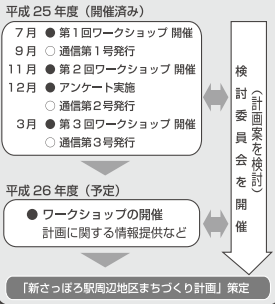 平成25年度（開催済み）
7月 ● 第1回ワークショップ 開催
9月 ○ 通信第1号発行
11月 ● 第2回ワークショップ 開催
12月 ● アンケート実施
○ 通信第2号発行
3月 ● 第3回ワークショップ 開催
○ 通信第3号発行
平成26年度（予定）
● ワークショップの開催
計画に関する情報提供など
検討委員会を開催
（計画案を検討）
「新さっぽろ駅周辺地区まちづくり計画」策定